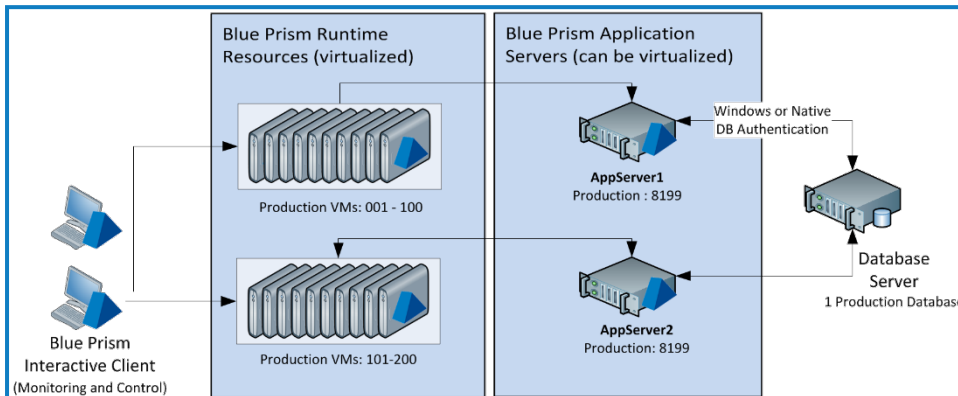 Blue Prism Runtime
Resources (virtualized)
Blue Prism Application
Servers (can be virtualized)
Windows or Native
DB Authentication
AppServer1
Production : 8199
Production VMs: 001 - 100
Database
Server
1 Production Database
AppServer2
Production: 8199
Blue Prism
Interactive Client
(Monitoring and Control)
Production VMs: 101-200